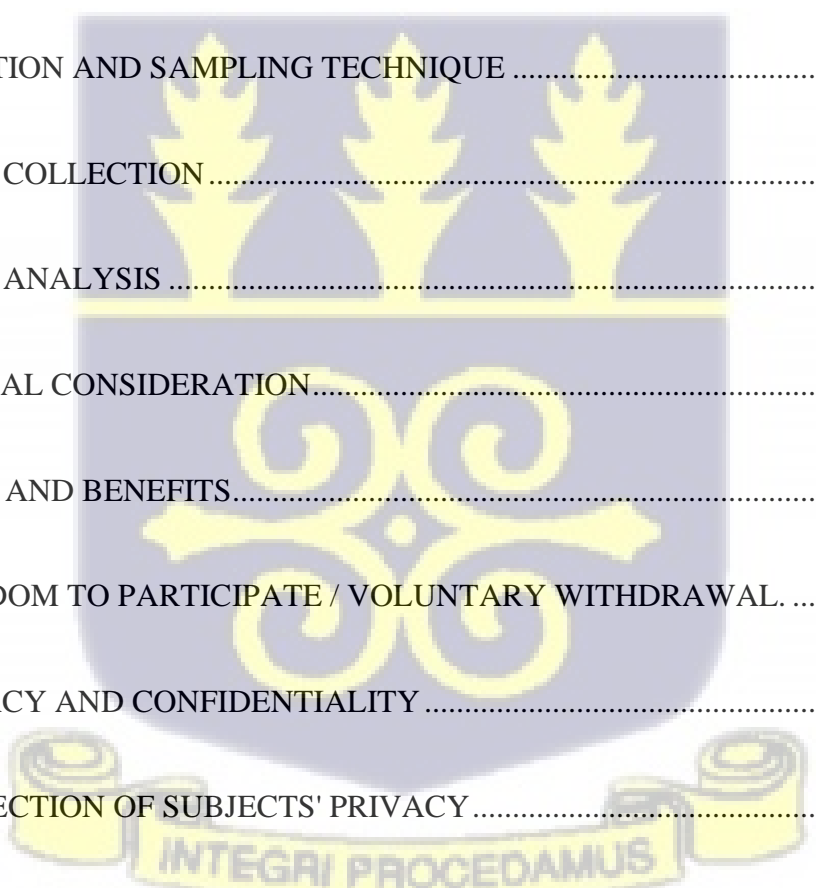 TION AND SAMPLING TECHNIQUE ......................................
COLLECTION ............................................................................
ANALYSIS .................................................................................
AL CONSIDERATION...............................................................
AND BENEFITS.........................................................................
DOM TO PARTICIPATE / VOLUNTARY WITHDRAWAL. ...
ACY AND CONFIDENTIALITY .................................................
ECTION OF SUBJECTS' PRIVACY ...........................................
INTEGRI PROCEDAMUS